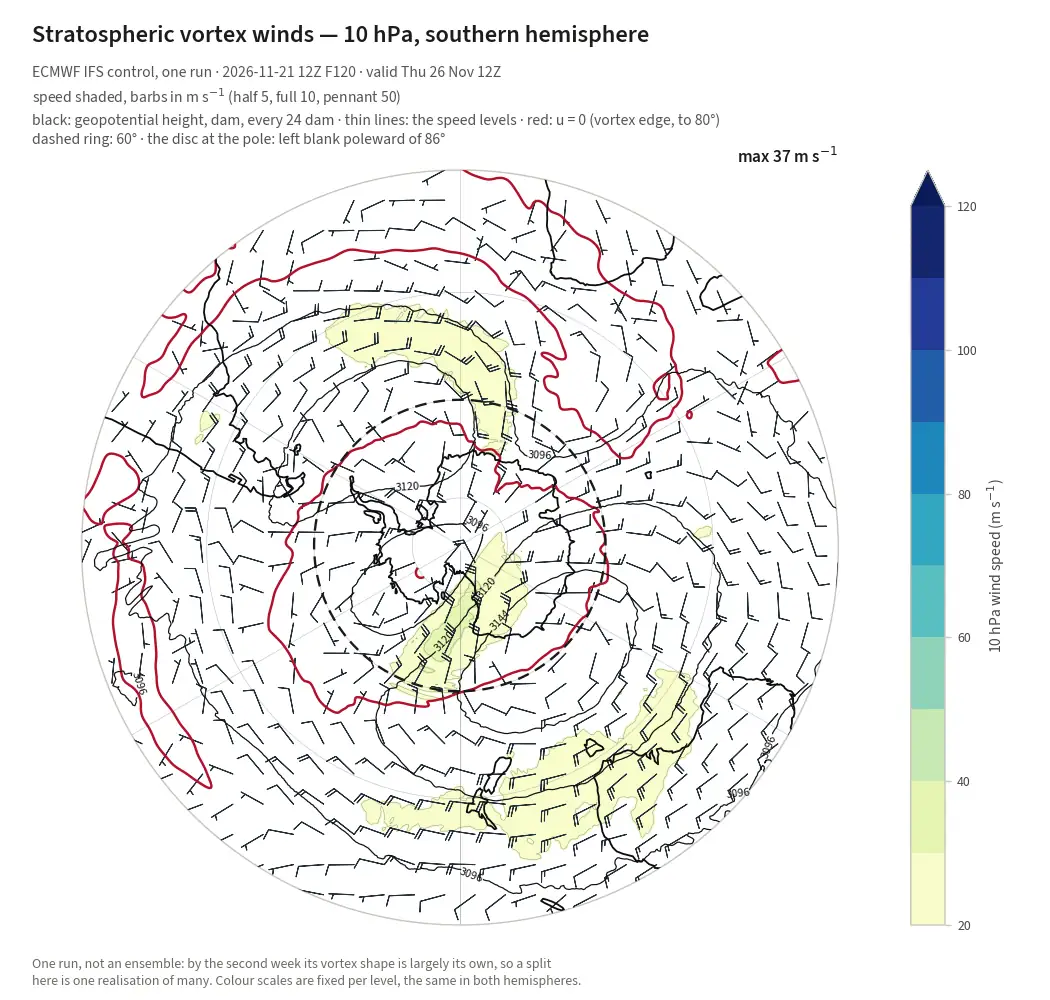 Stratospheric vortex winds — 10 hPa, southern hemisphere
ECMWF IFS control, one run · 2026-11-21 12Z F120 · valid Thu 26 Nov 12Z
speed shaded, barbs in m s⁻¹ (half 5, full 10, pennant 50)
black: geopotential height, dam, every 24 dam · thin lines: the speed levels · red: u = 0 (vortex edge, to 80°)
dashed ring: 60° · the disc at the pole: left blank poleward of 86°
max 37 m s⁻¹
120
100
80
60
40
20
10 hPa wind speed (m s⁻¹)
3096
3120
3096
3120
3144
3120
3096
3096
3096
3096
One run, not an ensemble: by the second week its vortex shape is largely its own, so a split
here is one realisation of many. Colour scales are fixed per level, the same in both hemispheres.